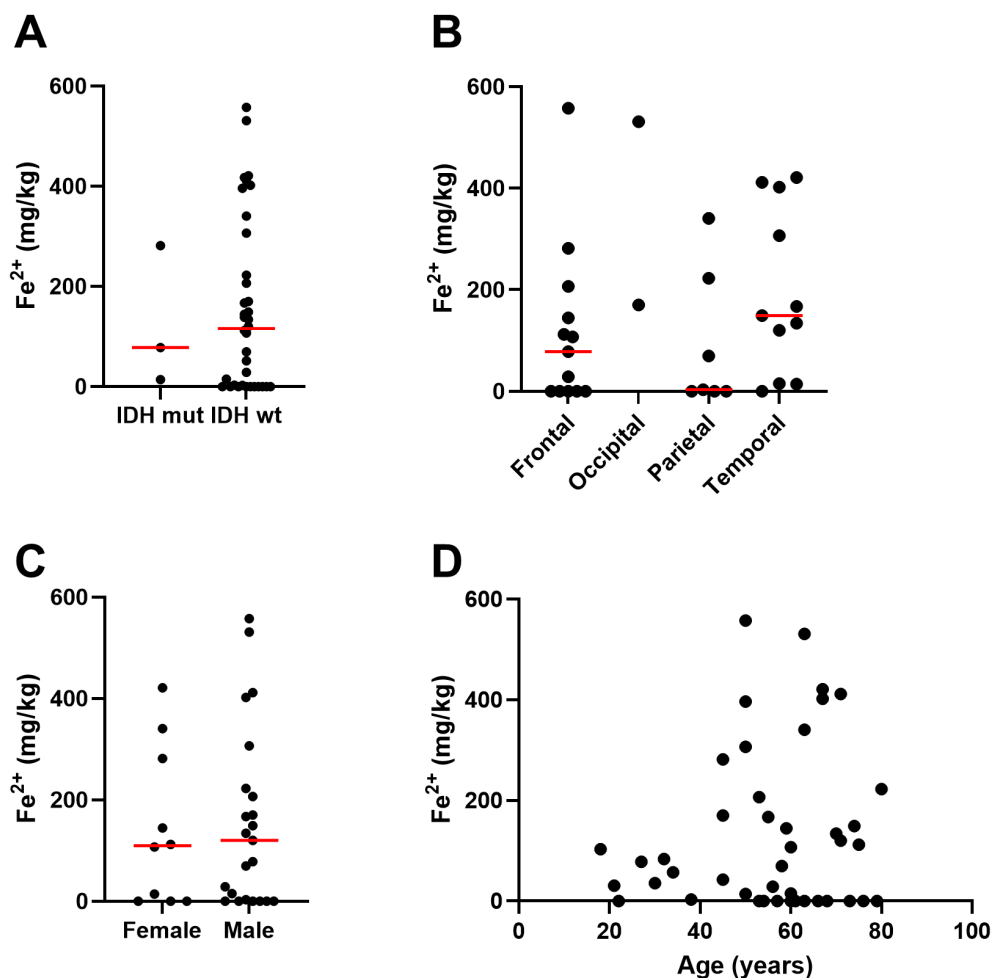 A
600
400
200
0
Fe2+ (mg/kg)
IDH mut IDH wt
B
600
400
200
0
Fe2+ (mg/kg)
Frontal
Occipital
Parietal
Temporal
C
600
400
200
0
Fe2+ (mg/kg)
Female Male
D
600
400
200
0
Fe2+ (mg/kg)
0 20 40 60 80 100
Age (years)